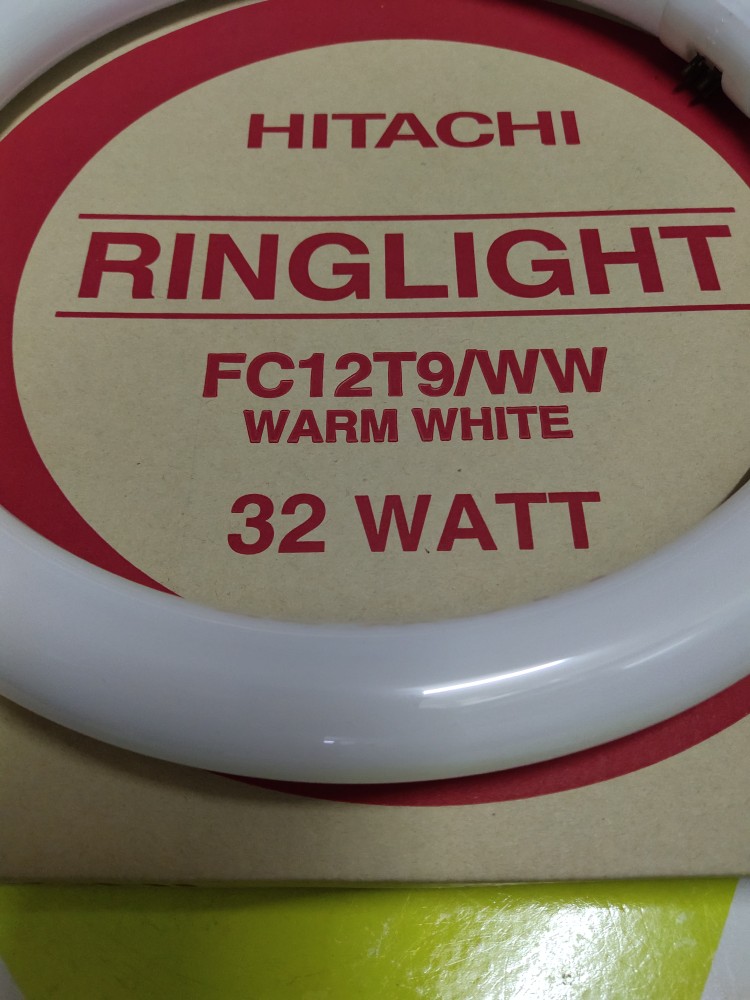 HITACHI
RINGLIGHT
FC12T9/WW
WARM WHITE
32 WATT